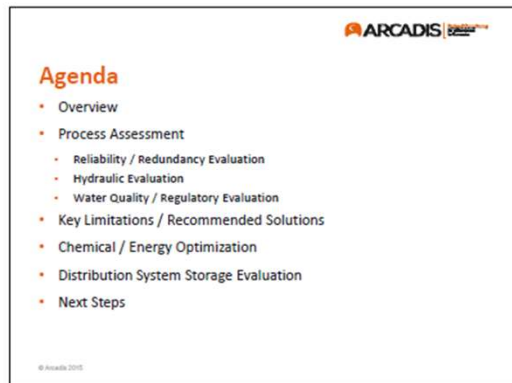 ARCADIS
Agenda
• Overview
• Process Assessment
• Reliability / Redundancy Evaluation
• Hydraulic Evaluation
• Water Quality / Regulatory Evaluation
• Key Limitations / Recommended Solutions
• Chemical / Energy Optimization
• Distribution System Storage Evaluation
• Next Steps
© Arcadis 2015